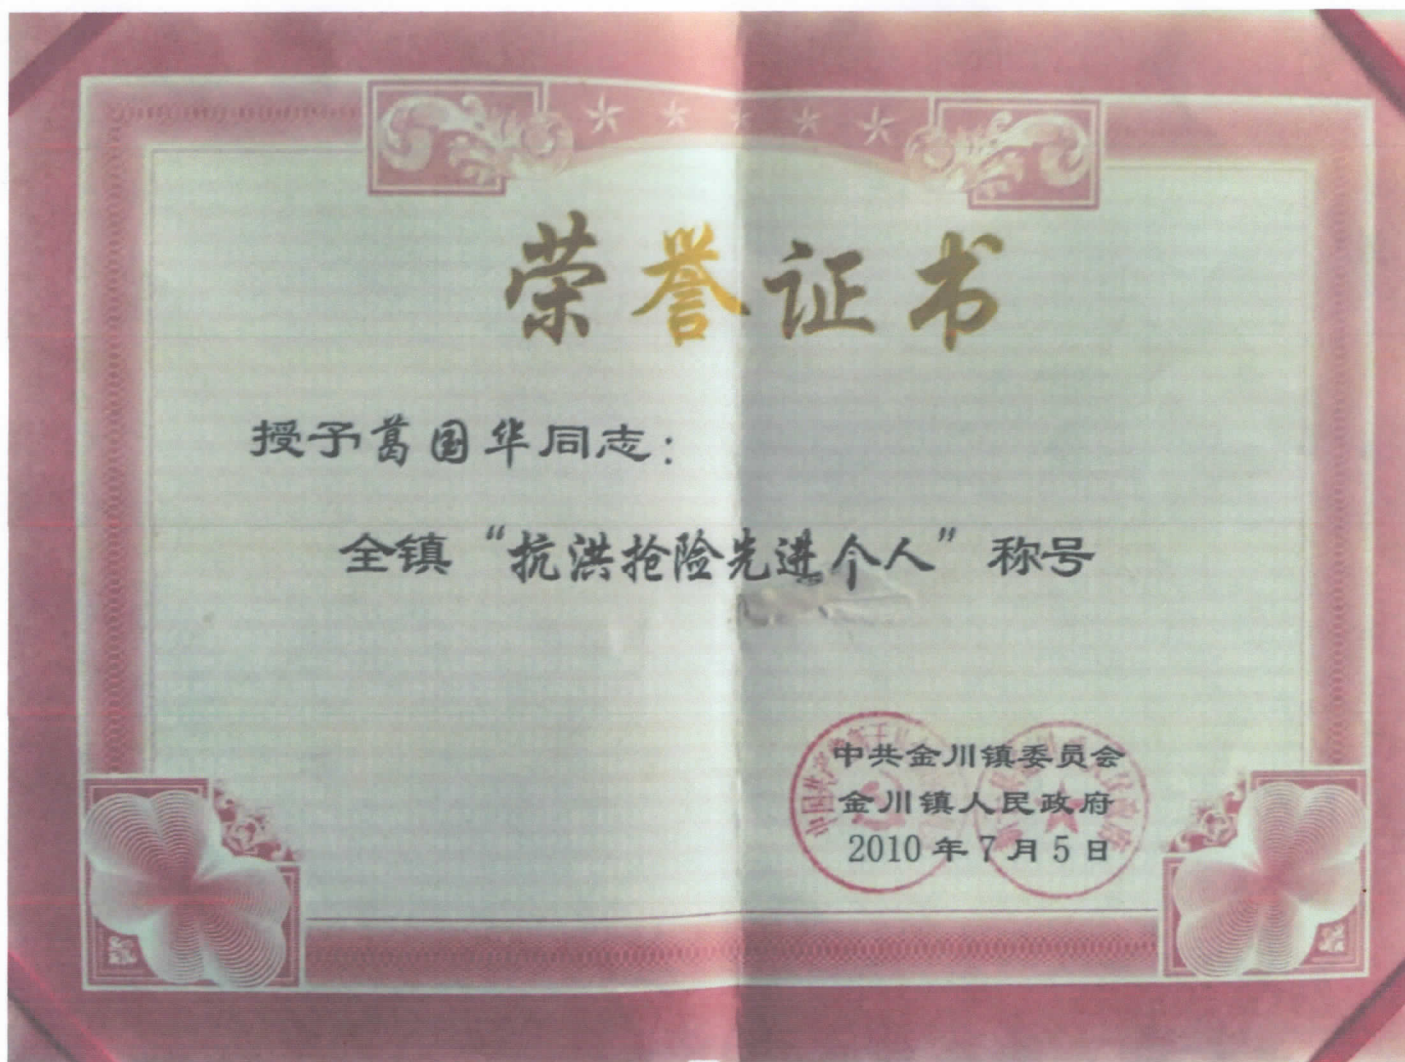 荣誉证书
授予葛国华同志：
全镇“抗洪抢险先进个人”称号
中共金川镇委员会
金川镇人民政府
2010年7月5日